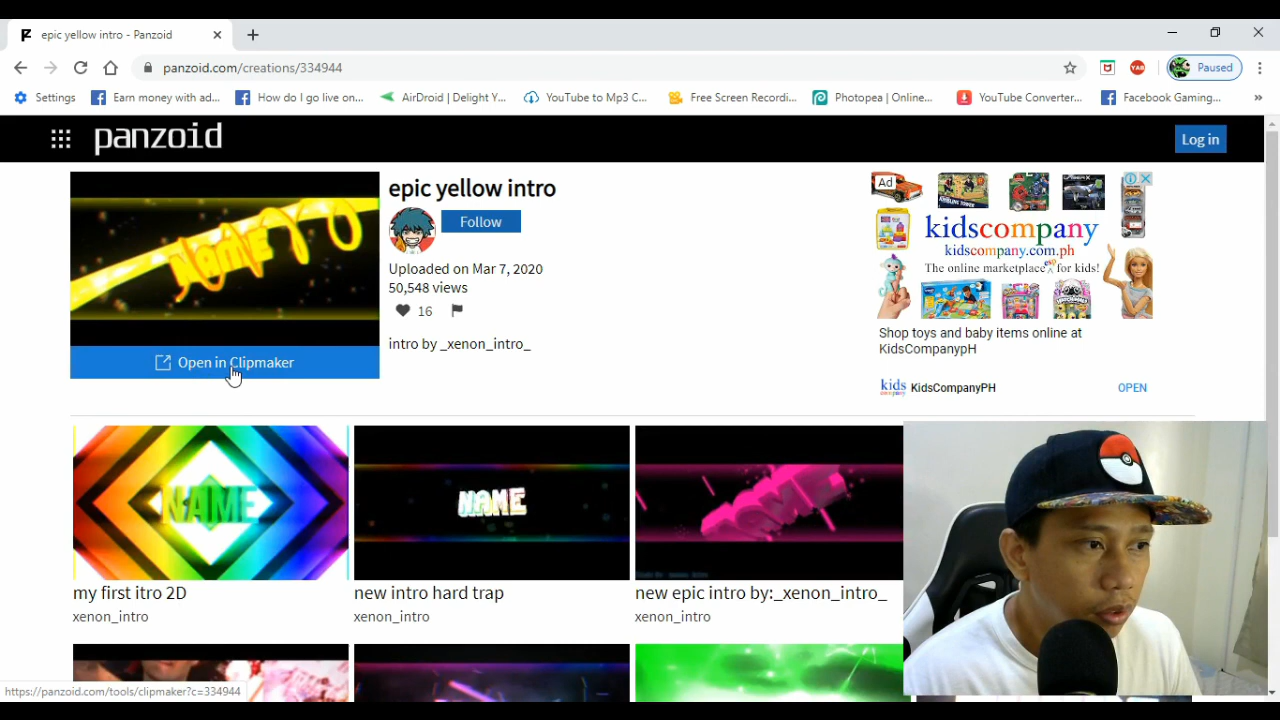 epic yellow intro - Panzoid
panzoid.com/creations/334944
Paused
Settings
Earn money with ad...
How do I go live on...
AirDroid | Delight Y...
YouTube to Mp3 C...
Free Screen Recordi...
Photopea | Online...
YouTube Converter...
Facebook Gaming...
»
panzoid
Log in
NAME
Open in Clipmaker
epic yellow intro
Follow
Uploaded on Mar 7, 2020
50,548 views
16
intro by _xenon_intro_
Ad
kidscompany
kidscompany.com.ph
The online marketplace for kids!
Shop toys and baby items online at
KidsCompanypH
kids
KidsCompanyPH
OPEN
NAME
NAME
my first itro 2D
xenon_intro
new intro hard trap
xenon_intro
new epic intro by:_xenon_intro_
xenon_intro
https://panzoid.com/tools/clipmaker?c=334944